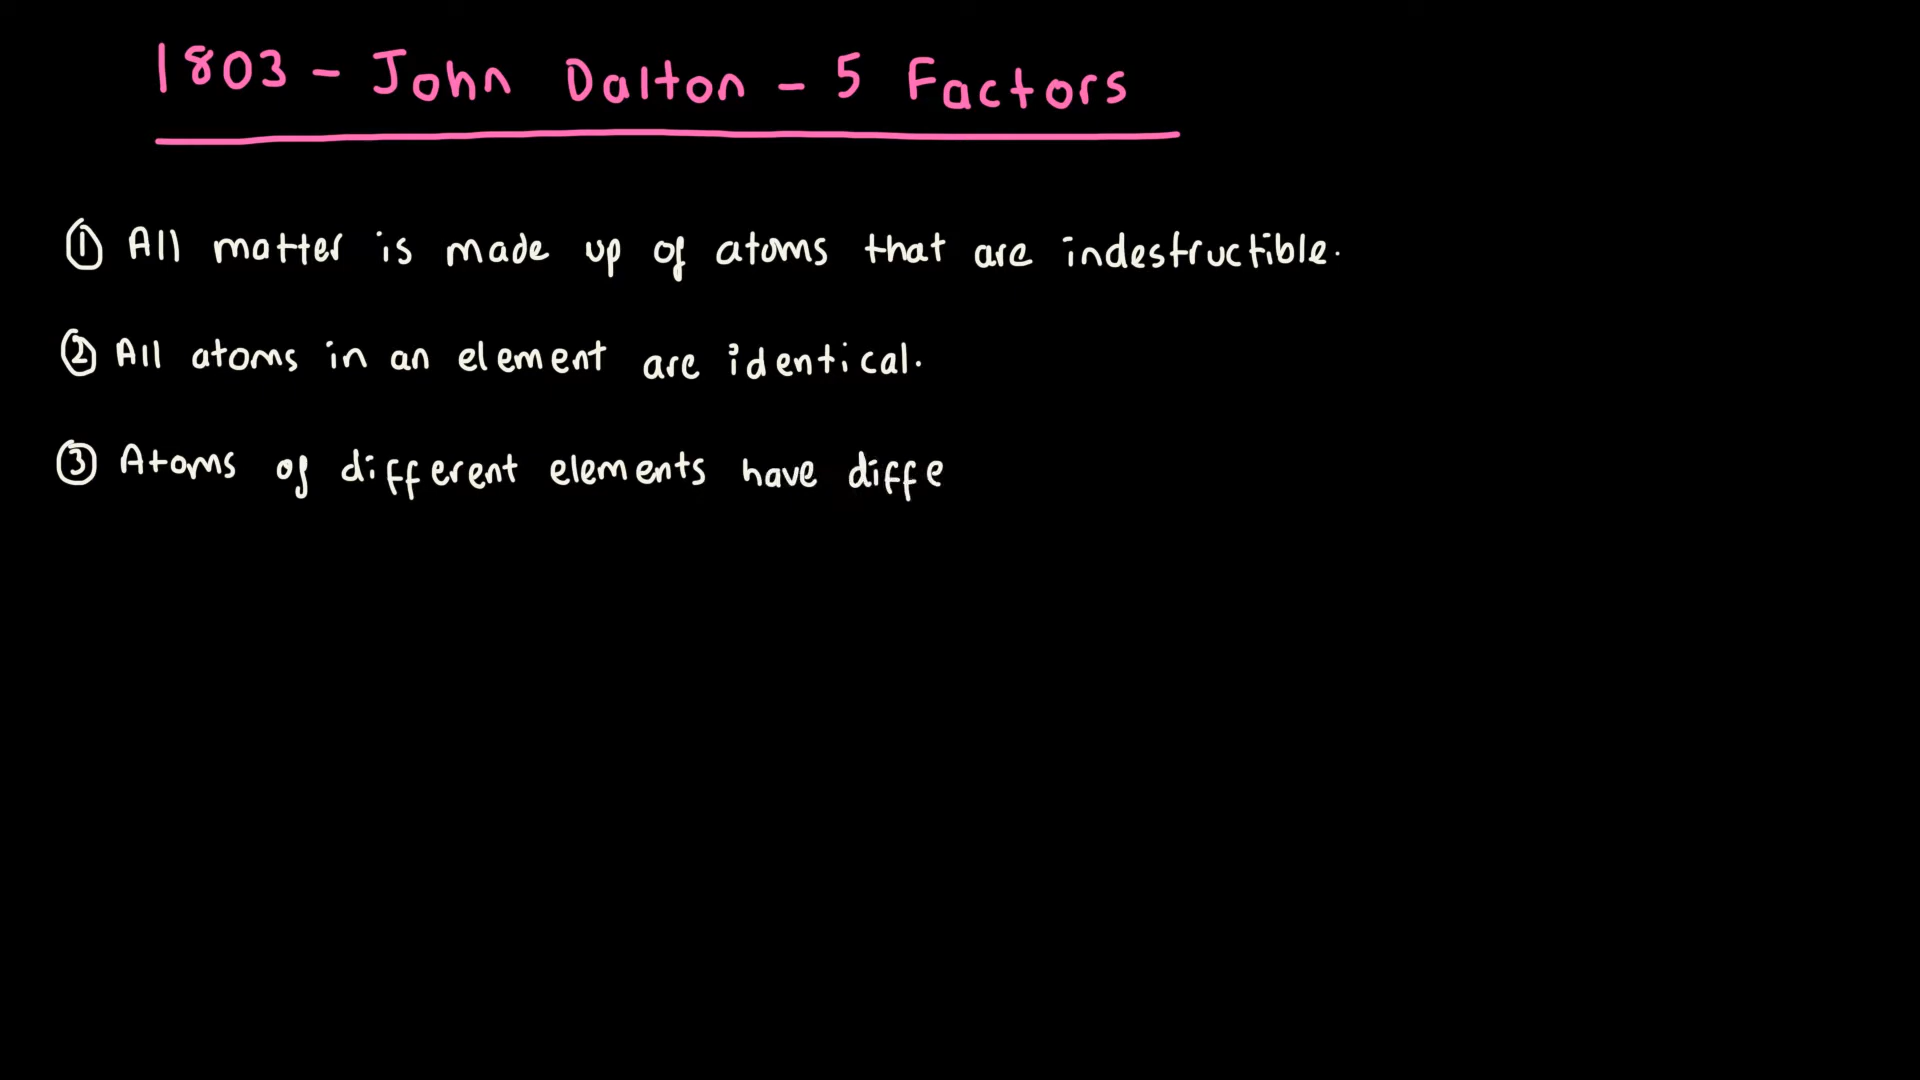 1803 - John Dalton - 5 Factors
① All matter is made up of atoms that are indestructible.
② All atoms in an element are identical.
③ Atoms of different elements have diffe